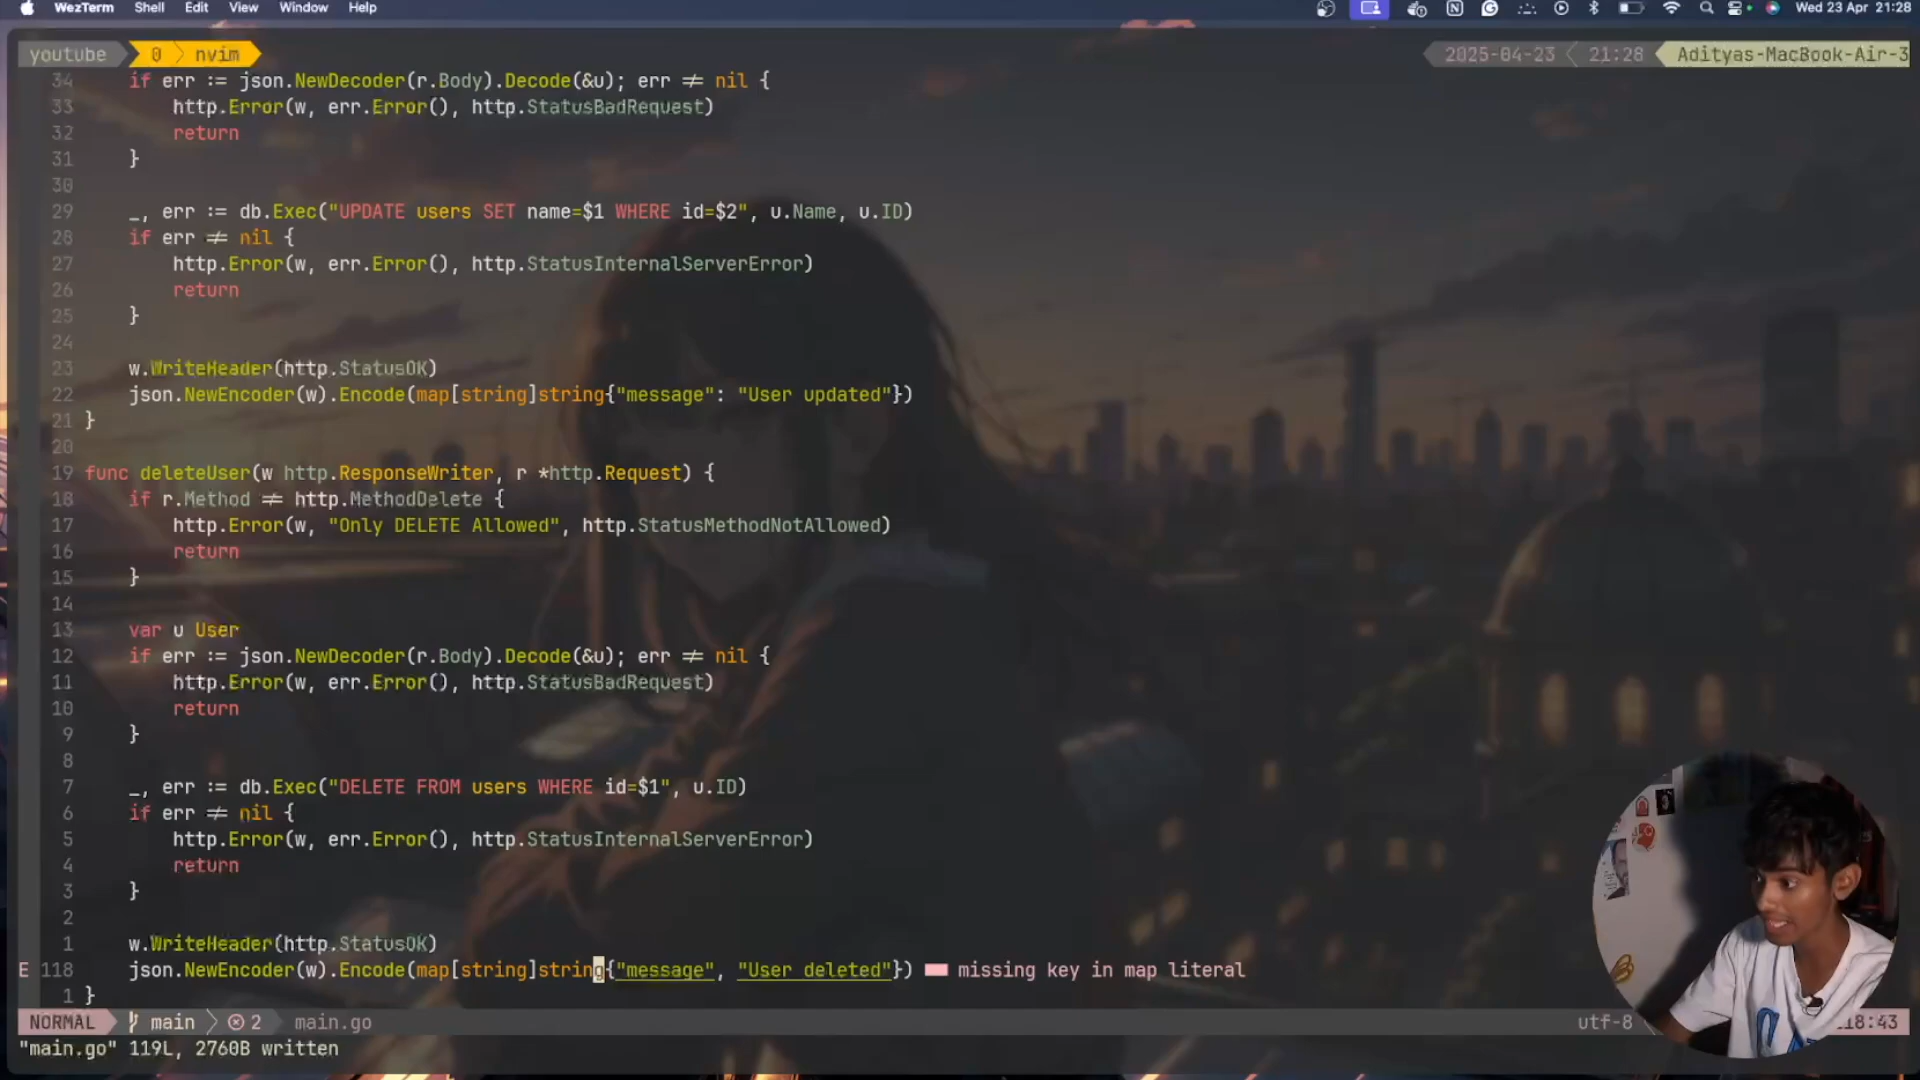 WezTerm Shell Edit View Window Help Wed 23 Apr 21:28
youtube 0 nvim 2025-04-23 21:28 Adityas-MacBook-Air-3
34 if err := json.NewDecoder(r.Body).Decode(&u); err != nil {
33 http.Error(w, err.Error(), http.StatusBadRequest)
32 return
31 }
30
29 _, err := db.Exec("UPDATE users SET name=$1 WHERE id=$2", u.Name, u.ID)
28 if err != nil {
27 http.Error(w, err.Error(), http.StatusInternalServerError)
26 return
25 }
24
23 w.WriteHeader(http.StatusOK)
22 json.NewEncoder(w).Encode(map[string]string{"message": "User updated"})
21 }
20
19 func deleteUser(w http.ResponseWriter, r *http.Request) {
18 if r.Method != http.MethodDelete {
17 http.Error(w, "Only DELETE Allowed", http.StatusMethodNotAllowed)
16 return
15 }
14
13 var u User
12 if err := json.NewDecoder(r.Body).Decode(&u); err != nil {
11 http.Error(w, err.Error(), http.StatusBadRequest)
10 return
9 }
8
7 _, err := db.Exec("DELETE FROM users WHERE id=$1", u.ID)
6 if err != nil {
5 http.Error(w, err.Error(), http.StatusInternalServerError)
4 return
3 }
2
1 w.WriteHeader(http.StatusOK)
E 118 json.NewEncoder(w).Encode(map[string]string{"message", "User deleted"}) missing key in map literal
1 }
NORMAL main 2 main.go utf-8 18:43
"main.go" 119L, 2760B written